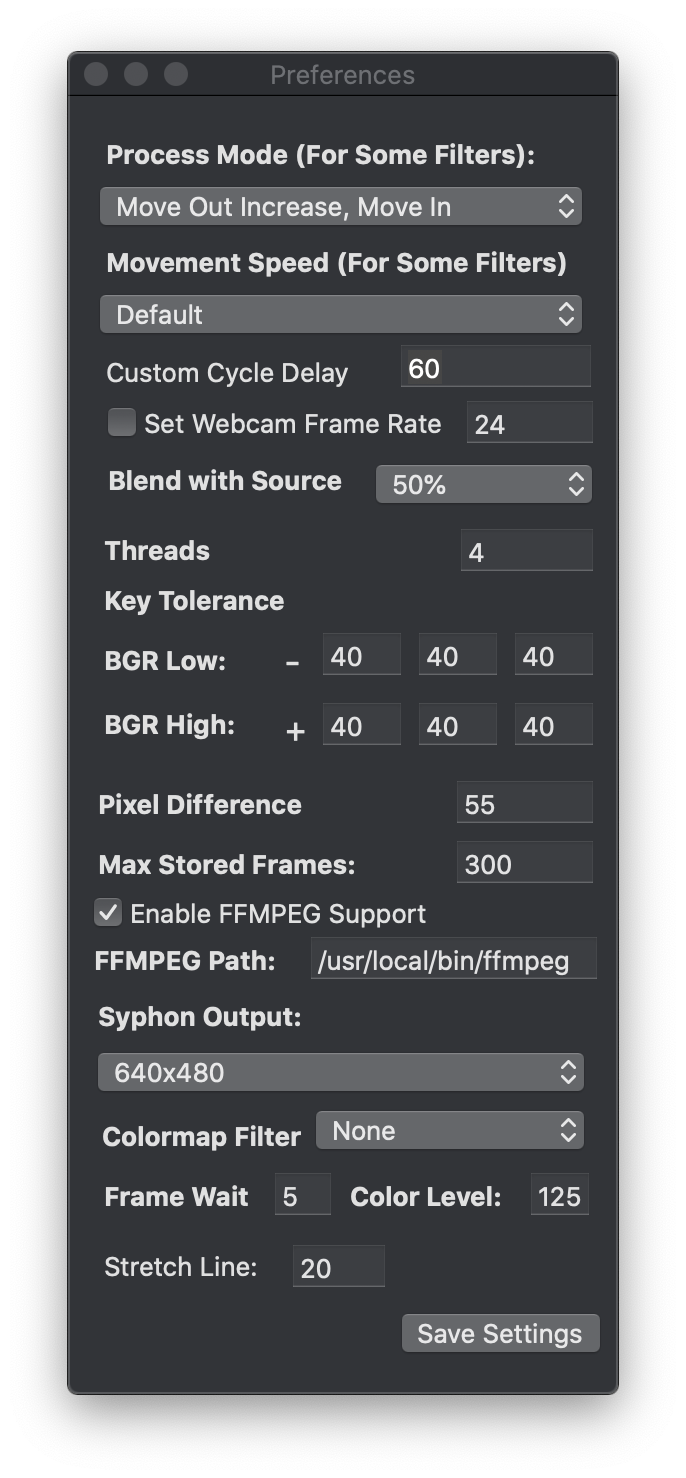 Preferences
Process Mode (For Some Filters):
Move Out Increase, Move In
Movement Speed (For Some Filters)
Default
Custom Cycle Delay 60
Set Webcam Frame Rate 24
Blend with Source 50%
Threads 4
Key Tolerance
BGR Low: - 40 40 40
BGR High: + 40 40 40
Pixel Difference 55
Max Stored Frames: 300
Enable FFMPEG Support
FFMPEG Path: /usr/local/bin/ffmpeg
Syphon Output:
640x480
Colormap Filter None
Frame Wait 5 Color Level: 125
Stretch Line: 20
Save Settings